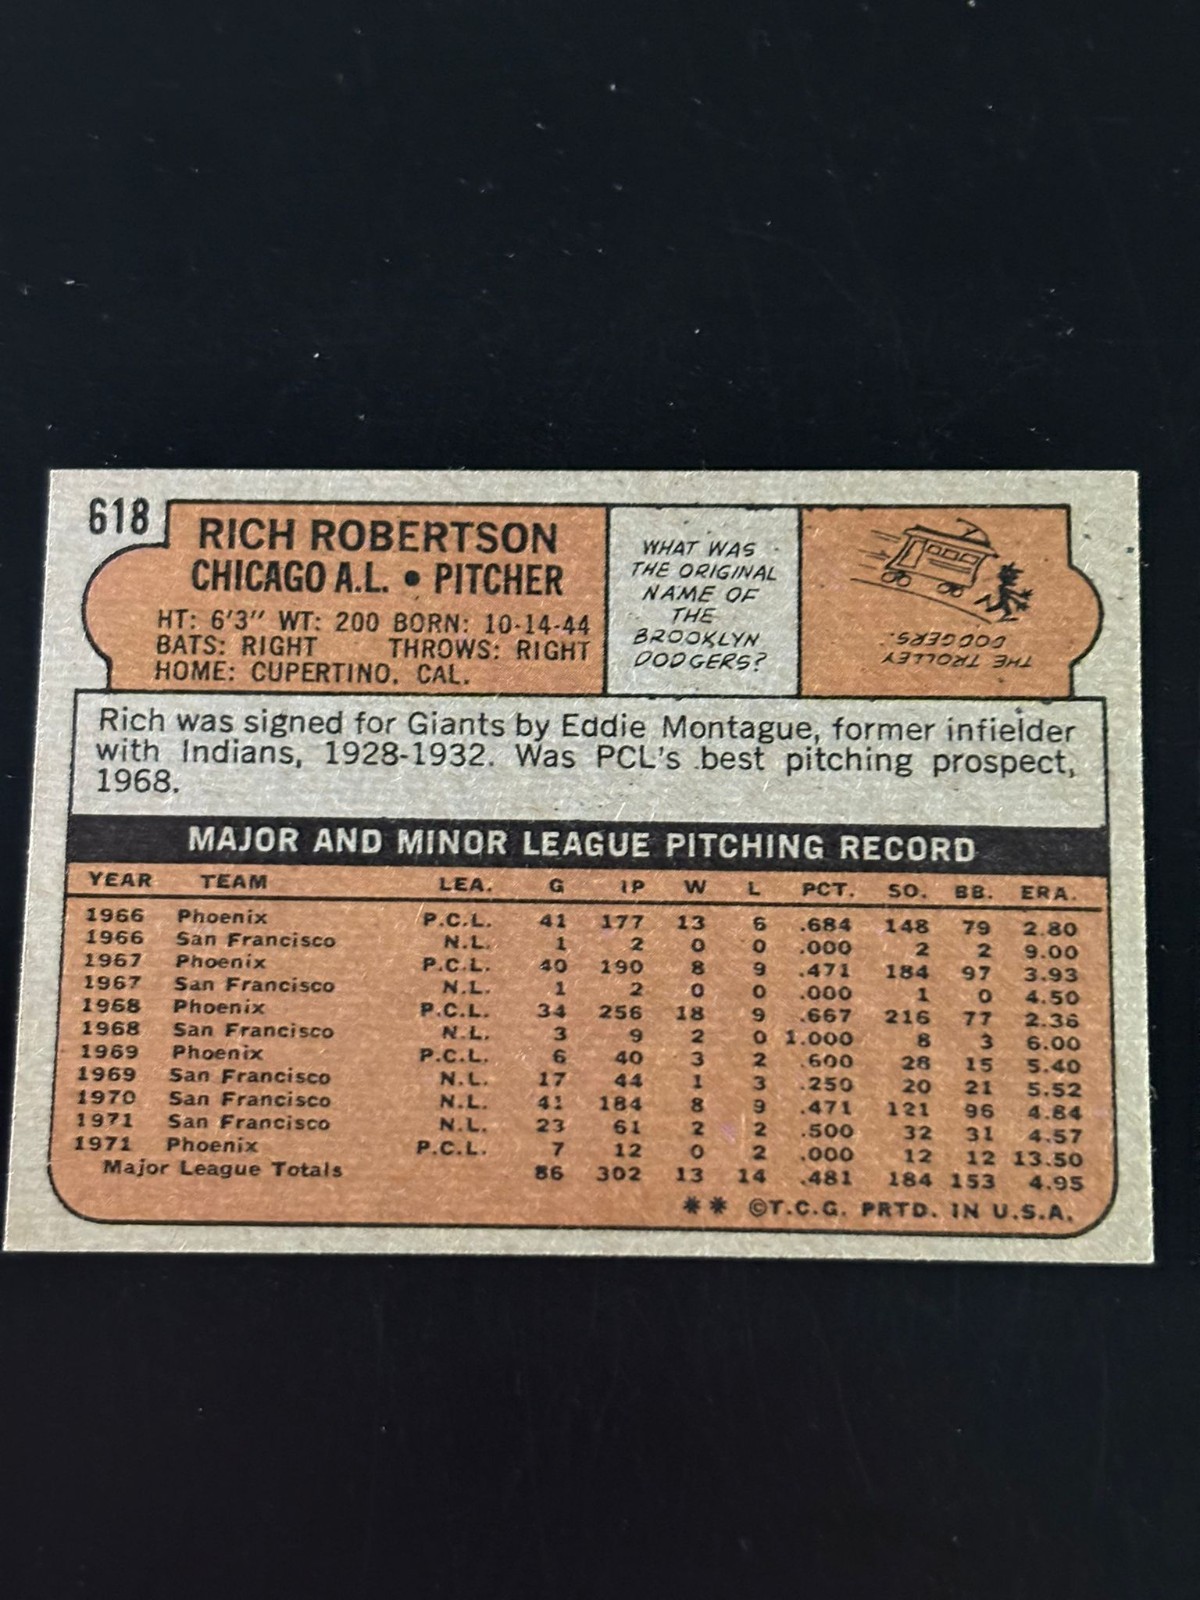 618
RICH ROBERTSON
CHICAGO A.L. • PITCHER
HT: 6'3" WT: 200 BORN: 10-14-44
BATS: RIGHT THROWS: RIGHT
HOME: CUPERTINO, CAL.
WHAT WAS
THE ORIGINAL
NAME OF
THE
BROOKLYN
DODGERS?
THE TROLLEY
DODGERS.
Rich was signed for Giants by Eddie Montague, former infielder
with Indians, 1928-1932. Was PCL's best pitching prospect,
1968.
MAJOR AND MINOR LEAGUE PITCHING RECORD
YEAR TEAM LEA. G IP W L PCT. SO. BB. ERA.
1966 Phoenix P.C.L. 41 177 13 6 .684 148 79 2.80
1966 San Francisco N.L. 1 2 0 0 .000 2 2 9.00
1967 Phoenix P.C.L. 40 190 8 9 .471 184 97 3.93
1967 San Francisco N.L. 1 2 0 0 .000 1 0 4.50
1968 Phoenix P.C.L. 34 256 18 9 .667 216 77 2.36
1968 San Francisco N.L. 3 9 2 0 1.000 8 3 6.00
1969 Phoenix P.C.L. 6 40 3 2 .600 28 15 5.40
1969 San Francisco N.L. 17 44 1 3 .250 20 21 5.52
1970 San Francisco N.L. 41 184 8 9 .471 121 96 4.84
1971 San Francisco N.L. 23 61 2 2 .500 32 31 4.57
1971 Phoenix P.C.L. 7 12 0 2 .000 12 12 13.50
Major League Totals 86 302 13 14 .481 184 153 4.95
** ©T.C.G. PRTD. IN U.S.A.